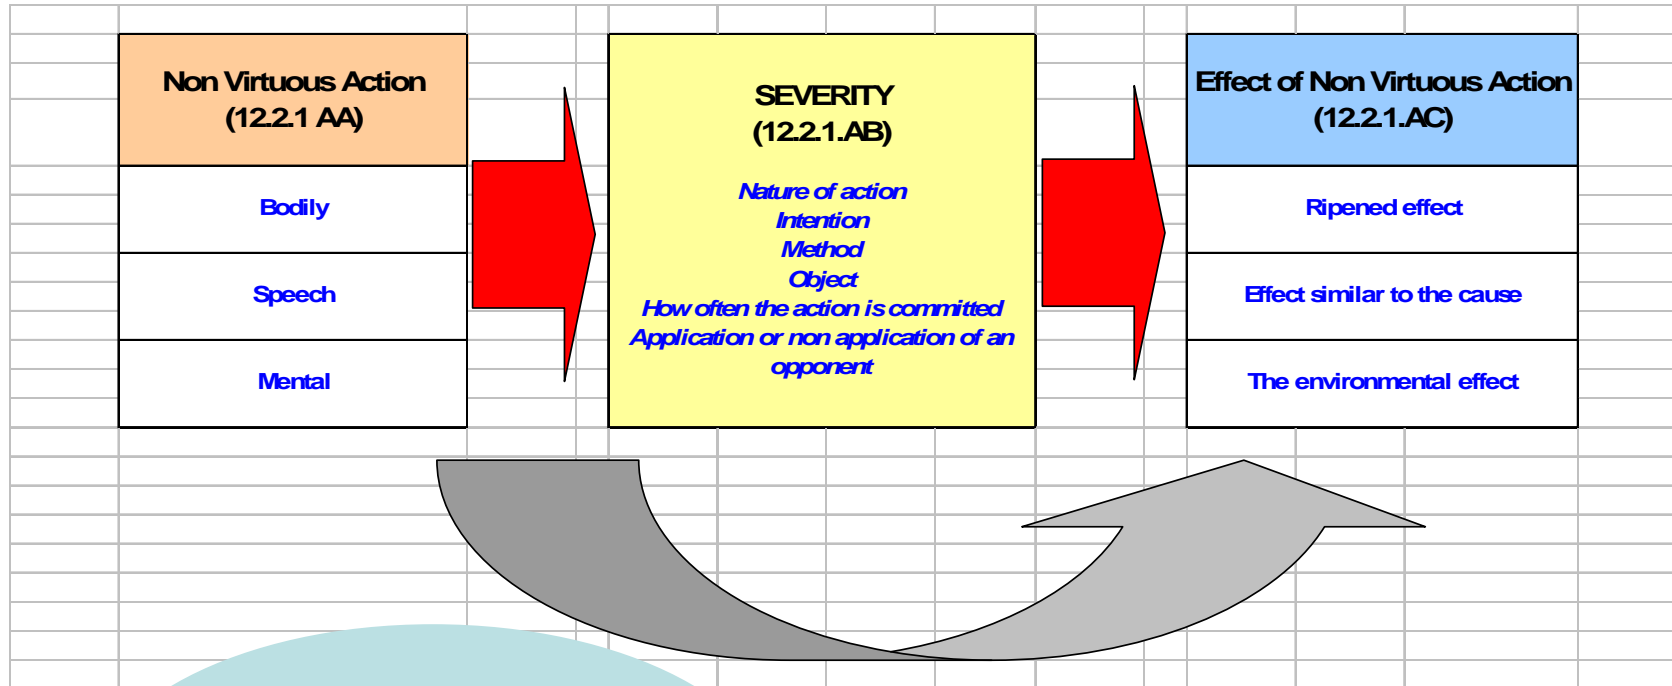 Non Virtuous Action
(12.2.1 AA)
Bodily
Speech
Mental
SEVERITY
(12.2.1.AB)
Nature of action
Intention
Method
Object
How often the action is committed
Application or non application of an
opponent
Effect of Non Virtuous Action
(12.2.1.AC)
Ripened effect
Effect similar to the cause
The environmental effect